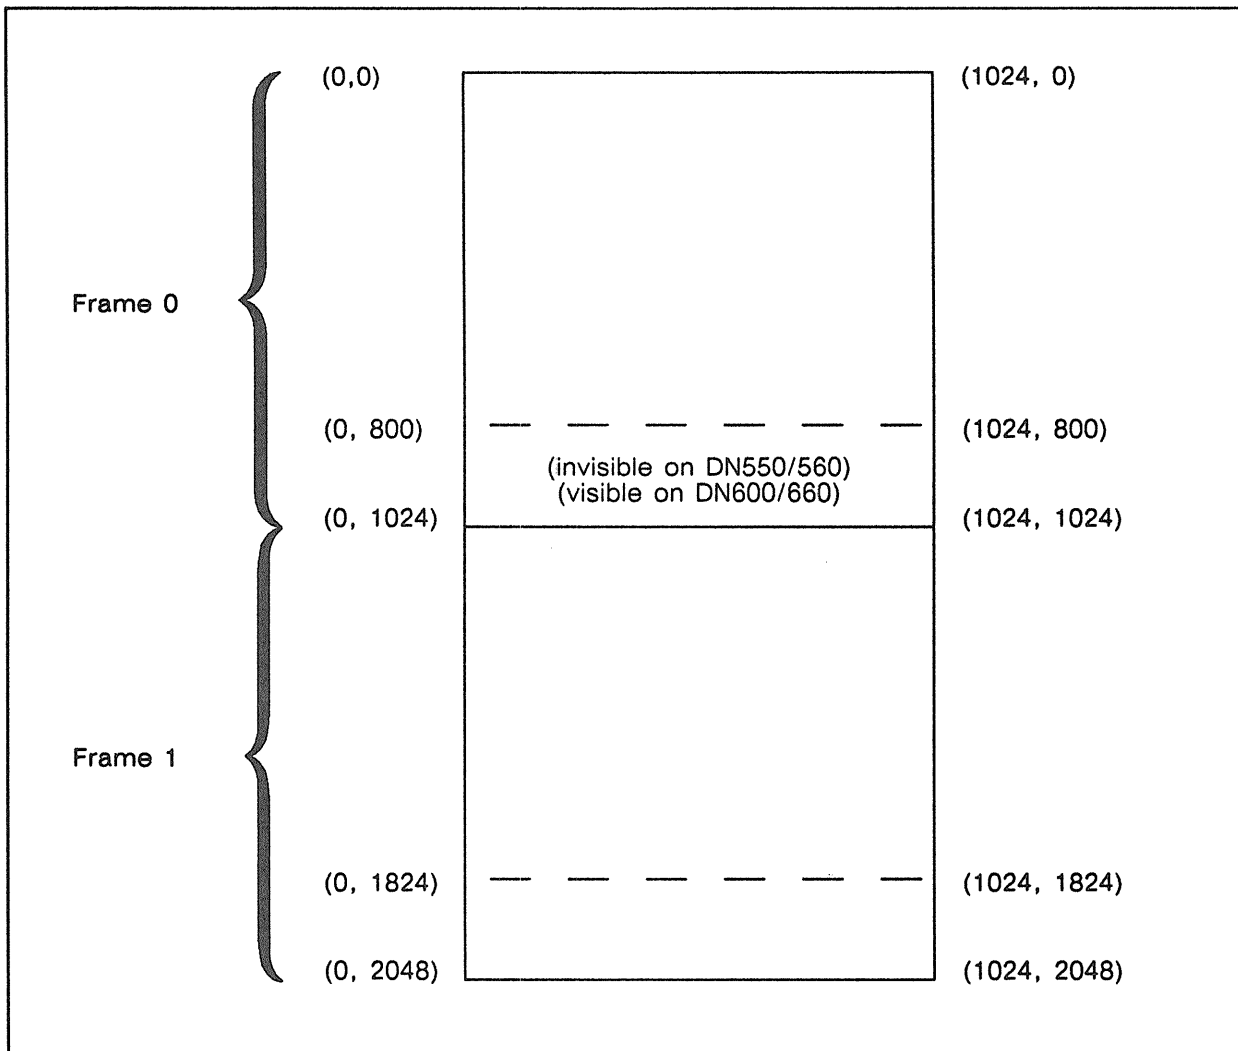 (0,0) (1024, 0)
Frame 0
(0, 800) (1024, 800)
(invisible on DN550/560)
(visible on DN600/660)
(0, 1024) (1024, 1024)
Frame 1
(0, 1824) (1024, 1824)
(0, 2048) (1024, 2048)